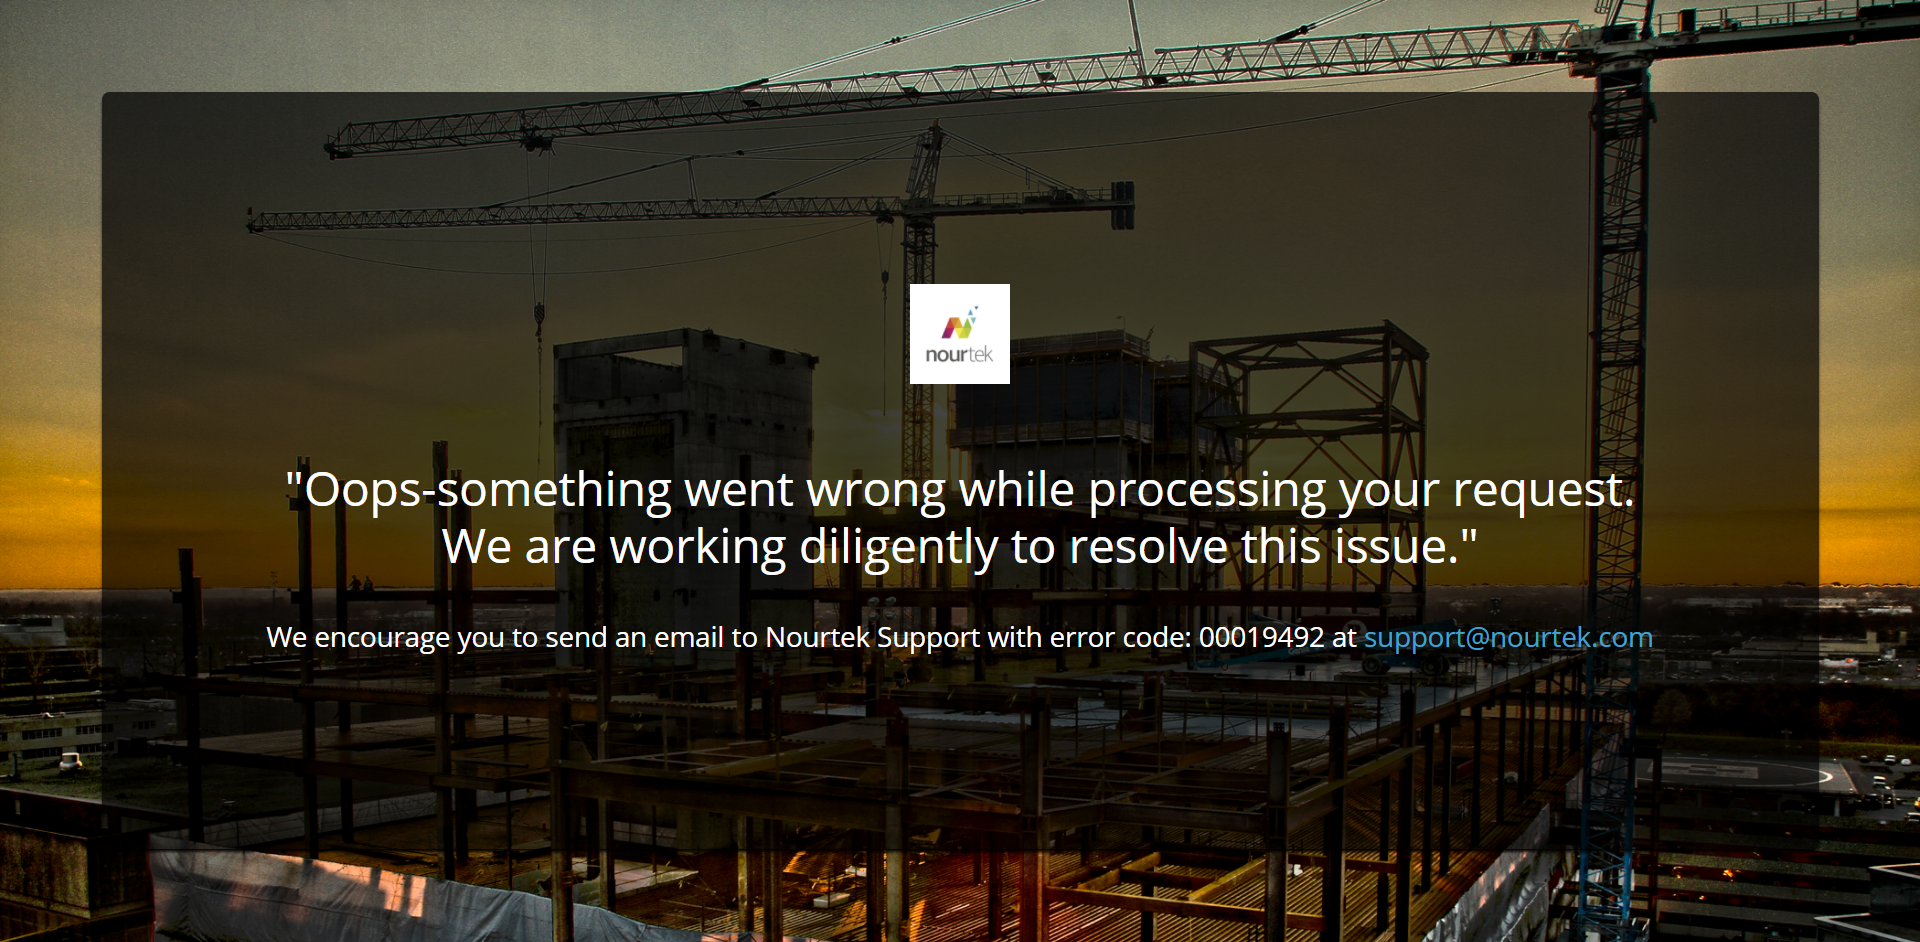 nourtek
"Oops-something went wrong while processing your request.
We are working diligently to resolve this issue."
We encourage you to send an email to Nourtek Support with error code: 00019492 at support@nourtek.com